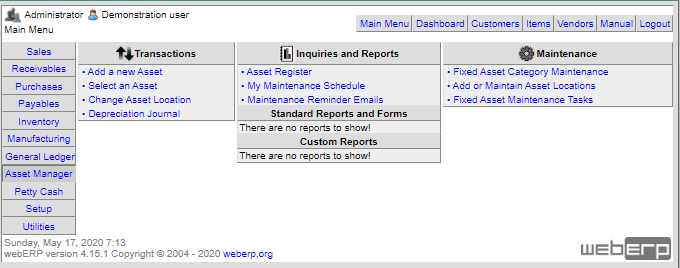 Administrator Demonstration user
Main Menu
Main Menu Dashboard Customers Items Vendors Manual Logout
Sales
Receivables
Purchases
Payables
Inventory
Manufacturing
General Ledger
Asset Manager
Petty Cash
Setup
Utilities
Transactions
• Add a new Asset
• Select an Asset
• Change Asset Location
• Depreciation Journal
Inquiries and Reports
• Asset Register
• My Maintenance Schedule
• Maintenance Reminder Emails
Standard Reports and Forms
There are no reports to show!
Custom Reports
There are no reports to show!
Maintenance
• Fixed Asset Category Maintenance
• Add or Maintain Asset Locations
• Fixed Asset Maintenance Tasks
Sunday, May 17, 2020 7:13
webERP version 4.15.1 Copyright © 2004 - 2020 weberp.org
weberp